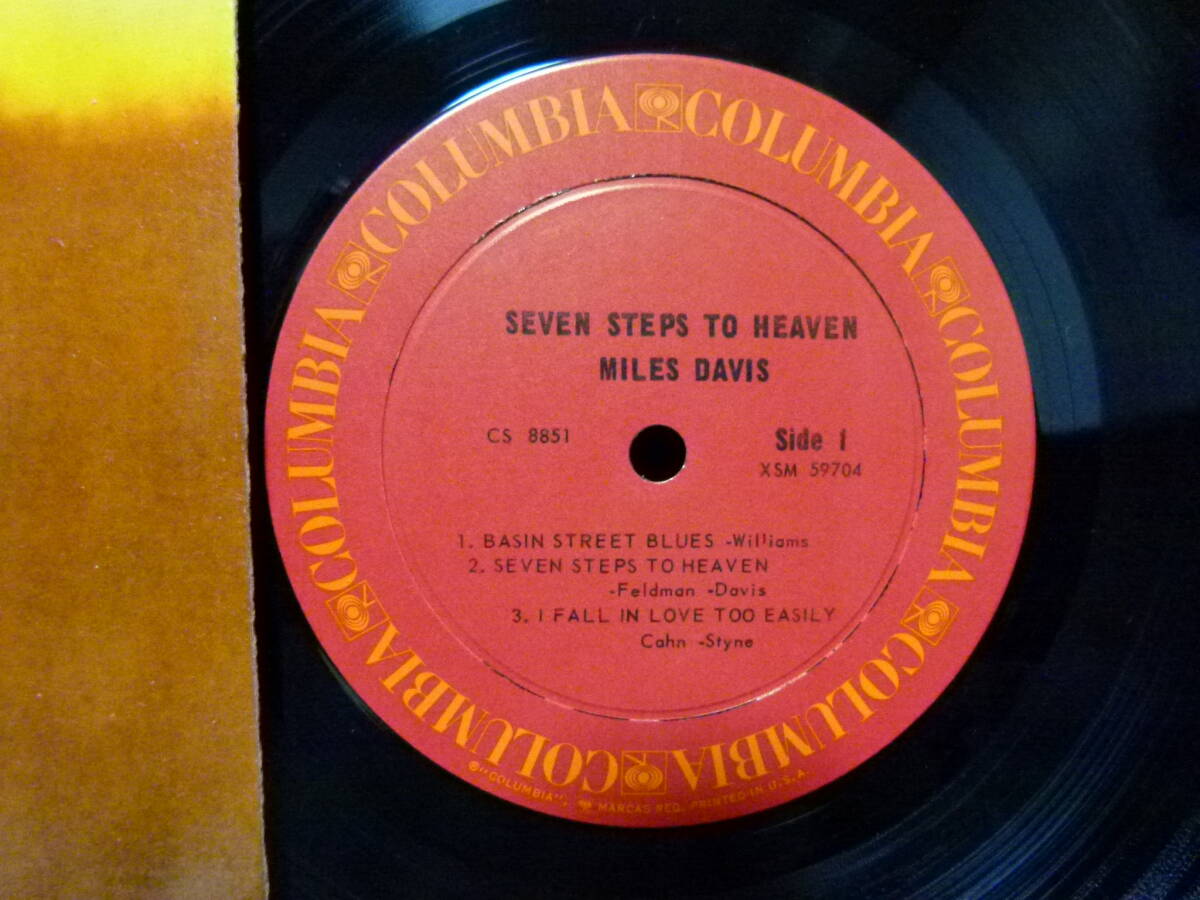 COLUMBIA COLUMBIA COLUMBIA COLUMBIA COLUMBIA COLUMBIA
SEVEN STEPS TO HEAVEN
MILES DAVIS
CS 8851
Side 1
XSM 59704
1. BASIN STREET BLUES -Williams
2. SEVEN STEPS TO HEAVEN
-Feldman -Davis
3. I FALL IN LOVE TOO EASILY
Cahn -Styne
®"COLUMBIA", MARCAS REG. PRINTED IN U.S.A.